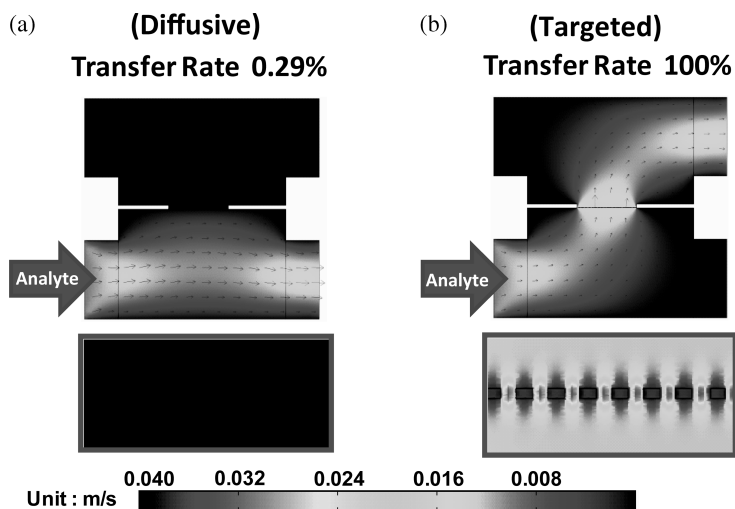 (a)
(Diffusive)
Transfer Rate 0.29%
Analyte
(b)
(Targeted)
Transfer Rate 100%
Analyte
0.040 0.032 0.024 0.016 0.008
Unit : m/s